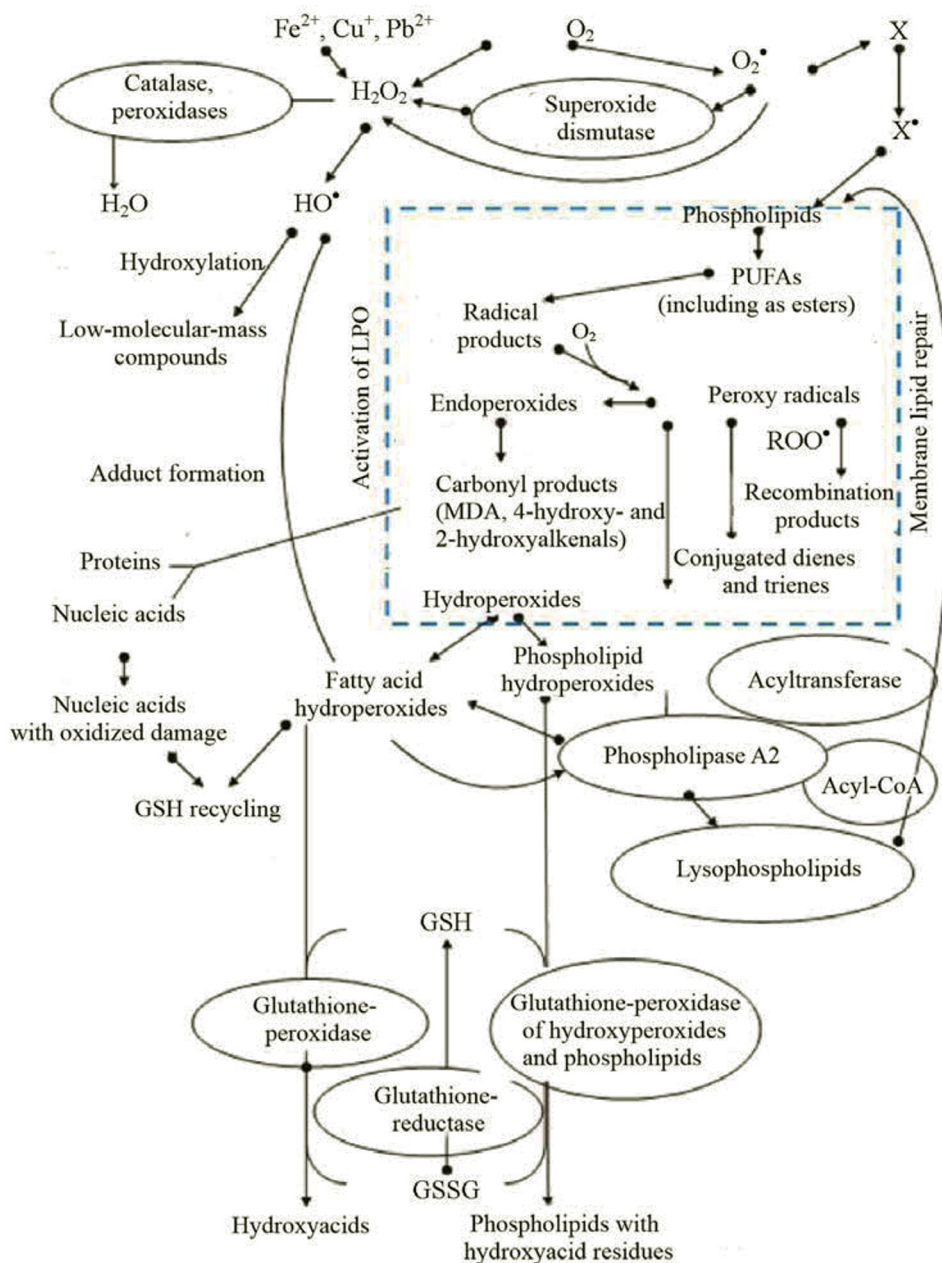 Fe²⁺, Cu⁺, Pb²⁺
O₂
X
O₂•
Catalase,
peroxidases
H₂O₂
Superoxide
dismutase
X•
H₂O
HO•
Phospholipids
Hydroxylation
PUFAs
(including as esters)
Low-molecular-mass
compounds
Radical
products
O₂
Activation of LPO
Membrane lipid repair
Endoperoxides
Peroxy radicals
ROO•
Adduct formation
Carbonyl products
(MDA, 4-hydroxy- and
2-hydroxyalkenals)
Recombination
products
Proteins
Conjugated dienes
and trienes
Nucleic acids
Hydroperoxides
Phospholipid
hydroperoxides
Fatty acid
hydroperoxides
Acyltransferase
Nucleic acids
with oxidized damage
Phospholipase A2
Acyl-CoA
GSH recycling
Lysophospholipids
GSH
Glutathione-
peroxidase
Glutathione-peroxidase
of hydroxyperoxides
and phospholipids
Glutathione-
reductase
GSSG
Hydroxyacids
Phospholipids with
hydroxyacid residues